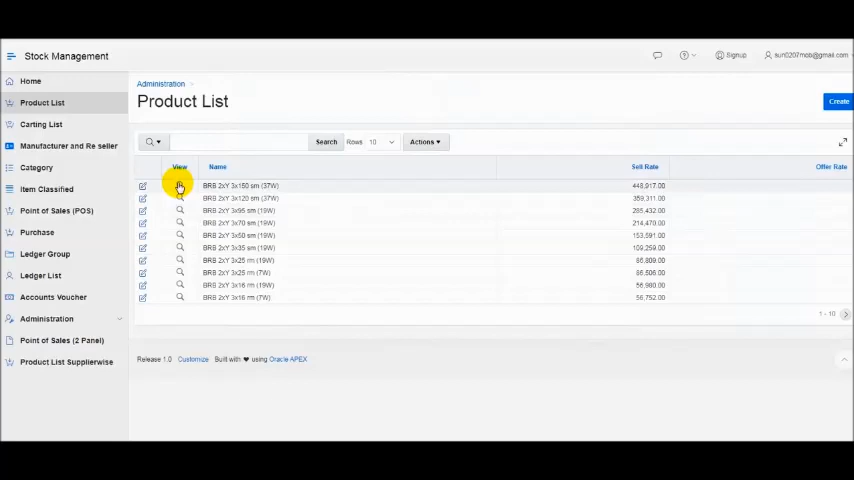 Stock Management
Signup
sun0207mob@gmail.com
Home
Product List
Carting List
Manufacturer and Re seller
Category
Item Classified
Point of Sales (POS)
Purchase
Ledger Group
Ledger List
Accounts Voucher
Administration
Point of Sales (2 Panel)
Product List Supplierwise
Administration
Product List
Create
Search Rows 10 Actions
View Name Sell Rate Offer Rate
BRB 2xY 3x150 sm (37W) 448,917.00
BRB 2xY 3x120 sm (37W) 359,311.00
BRB 2xY 3x95 sm (19W) 285,432.00
BRB 2xY 3x70 sm (19W) 214,470.00
BRB 2xY 3x50 sm (19W) 153,591.00
BRB 2xY 3x35 sm (19W) 109,259.00
BRB 2xY 3x25 rm (19W) 86,809.00
BRB 2xY 3x25 rm (7W) 86,506.00
BRB 2xY 3x16 rm (19W) 56,980.00
BRB 2xY 3x16 rm (7W) 56,752.00
1 - 10
Release 1.0 Customize Built with ❤ using Oracle APEX